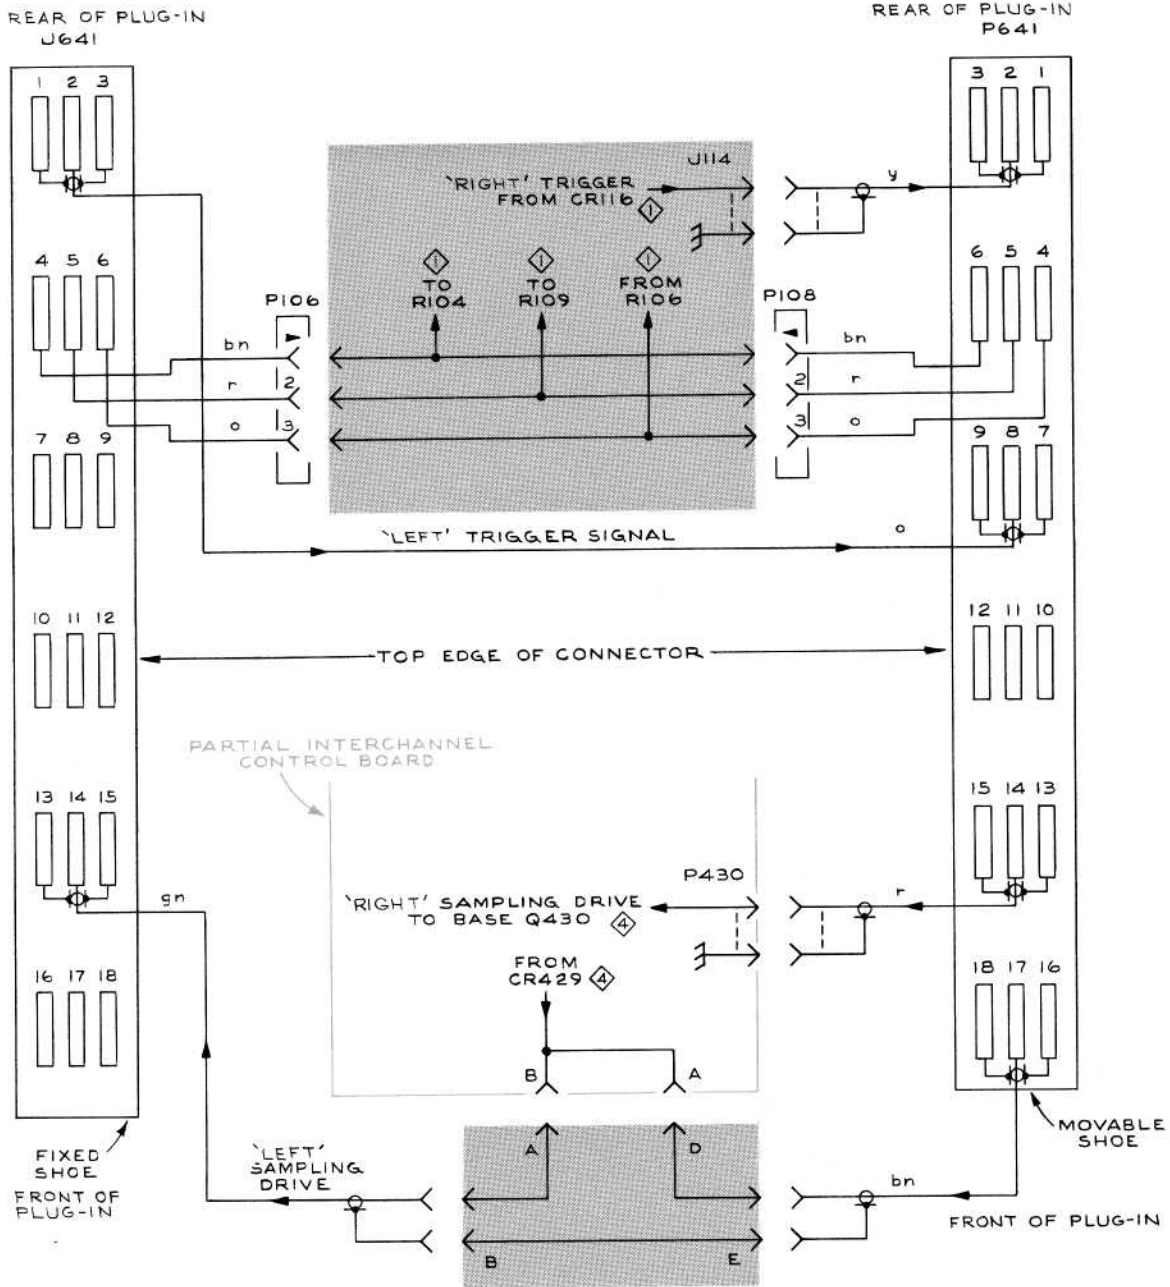 REAR OF PLUG-IN
J641
REAR OF PLUG-IN
P641
1 2 3
3 2 1
J114
'RIGHT' TRIGGER
FROM CR116
1
y
4 5 6
6 5 4
1 1 1
TO
R104
TO
R109
FROM
R106
P106
P108
bn
bn
r
2
2
r
o
3
3
o
7 8 9
9 8 7
'LEFT' TRIGGER SIGNAL
o
10 11 12
12 11 10
TOP EDGE OF CONNECTOR
PARTIAL INTERCHANNEL
CONTROL BOARD
13 14 15
15 14 13
gn
P430
r
'RIGHT' SAMPLING DRIVE
TO BASE Q430
4
FROM
CR429
4
16 17 18
18 17 16
B
A
A
D
FIXED
SHOE
FRONT OF
PLUG-IN
'LEFT'
SAMPLING
DRIVE
MOVABLE
SHOE
bn
FRONT OF PLUG-IN
B
E